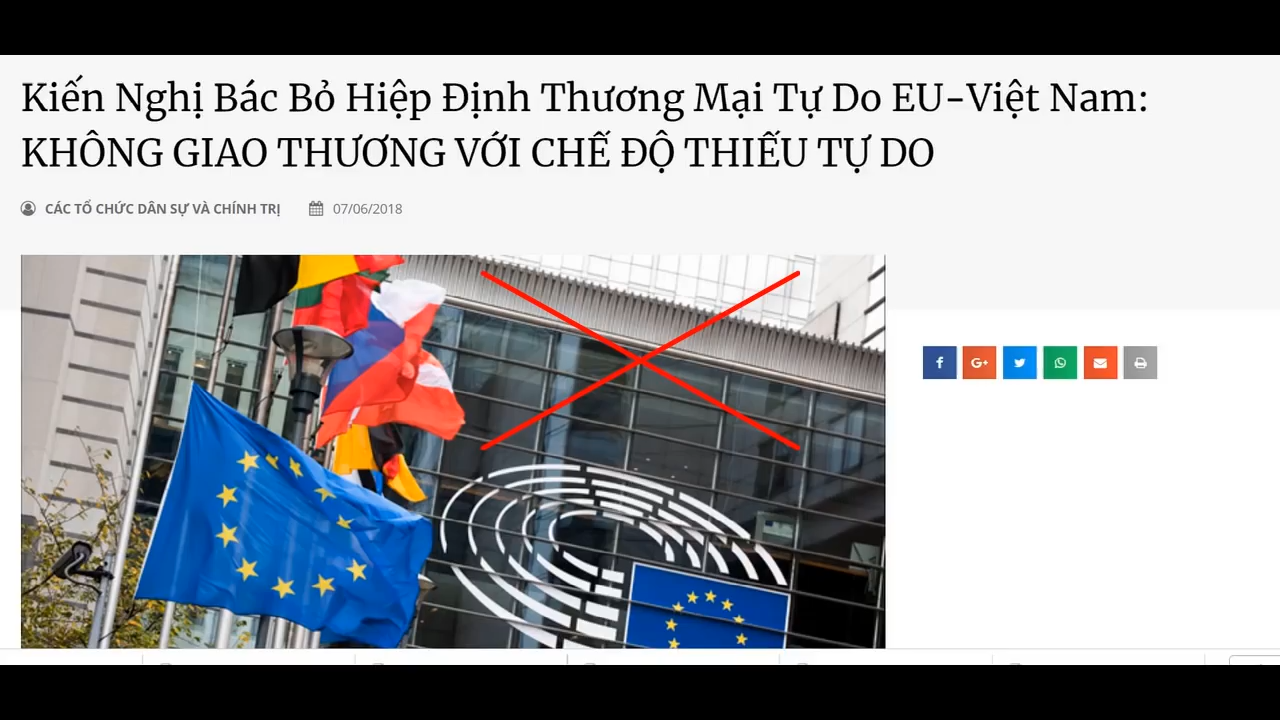 Kiến Nghị Bác Bỏ Hiệp Định Thương Mại Tự Do EU-Việt Nam:
KHÔNG GIAO THƯƠNG VỚI CHẾ ĐỘ THIẾU TỰ DO
CÁC TỔ CHỨC DÂN SỰ VÀ CHÍNH TRỊ 07/06/2018